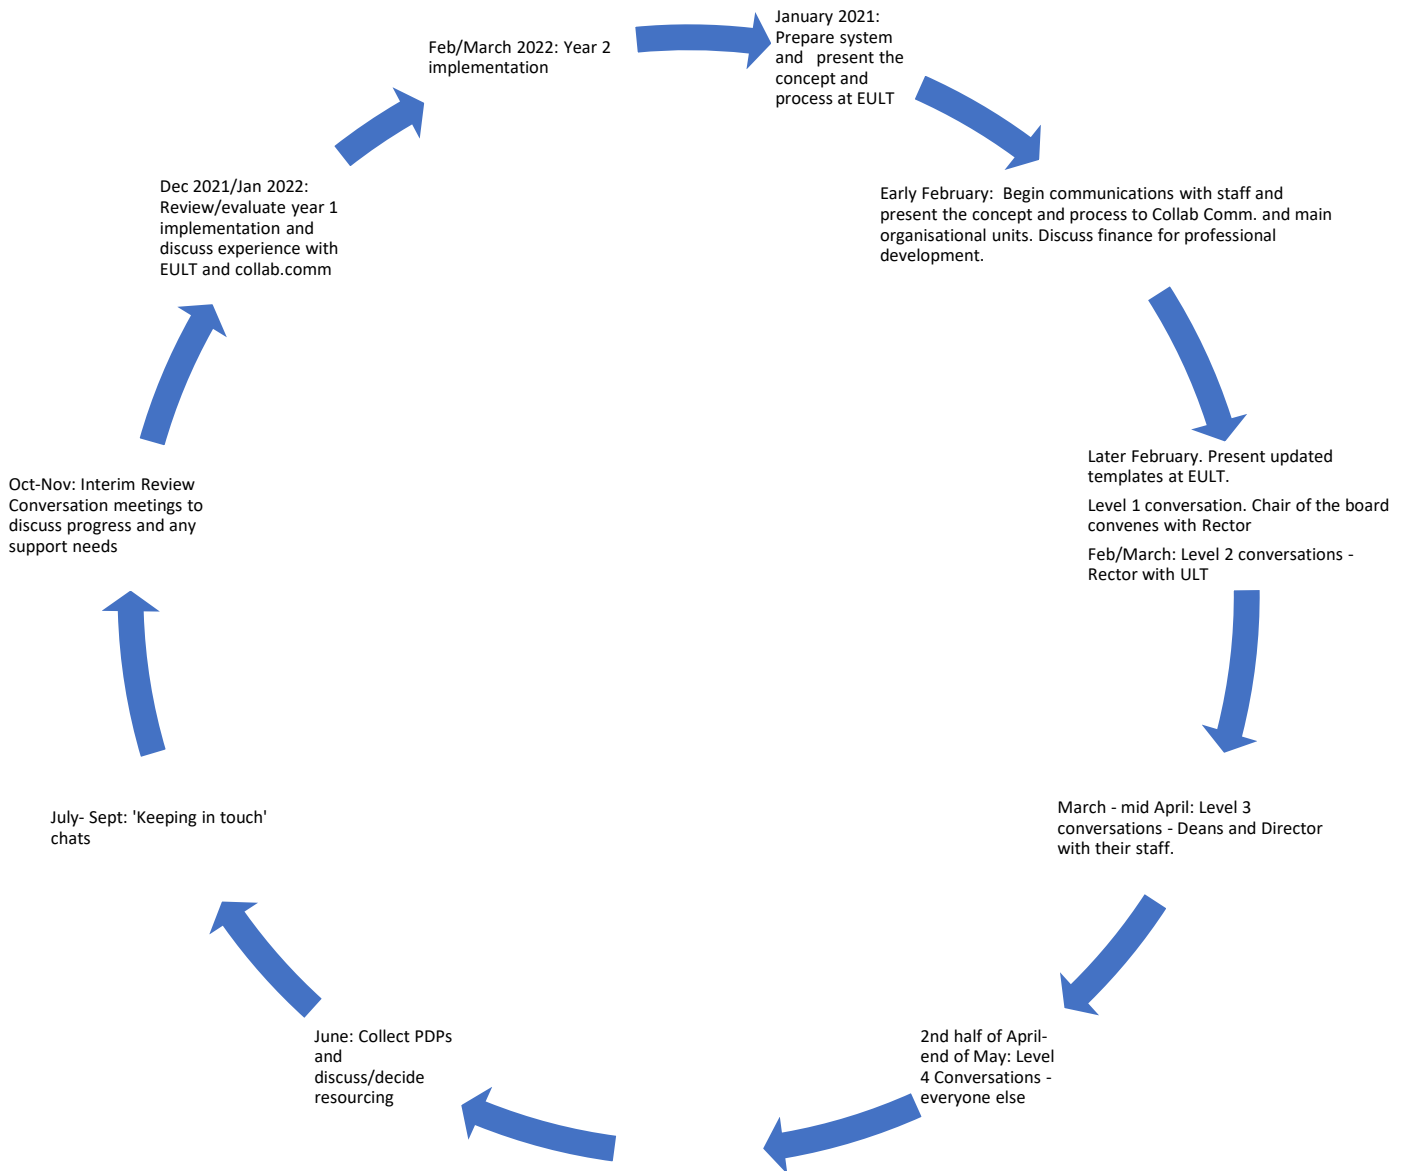 January 2021:
Prepare system
and present the
concept and
process at EULT
Early February: Begin communications with staff and
present the concept and process to Collab Comm. and main
organisational units. Discuss finance for professional
development.
Later February. Present updated
templates at EULT.
Level 1 conversation. Chair of the board
convenes with Rector
Feb/March: Level 2 conversations -
Rector with ULT
March - mid April: Level 3
conversations - Deans and Director
with their staff.
2nd half of April-
end of May: Level
4 Conversations -
everyone else
June: Collect PDPs
and
discuss/decide
resourcing
July- Sept: 'Keeping in touch'
chats
Oct-Nov: Interim Review
Conversation meetings to
discuss progress and any
support needs
Dec 2021/Jan 2022:
Review/evaluate year 1
implementation and
discuss experience with
EULT and collab.comm
Feb/March 2022: Year 2
implementation